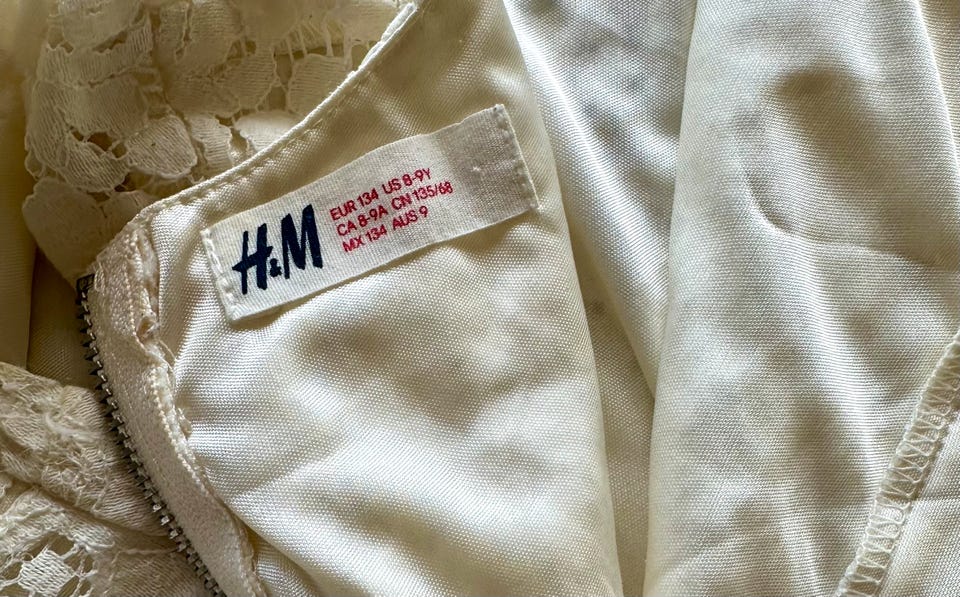 H&M
EUR 134 US 8-9Y
CA 8-9A CN 135/68
MX 134 AUS 9